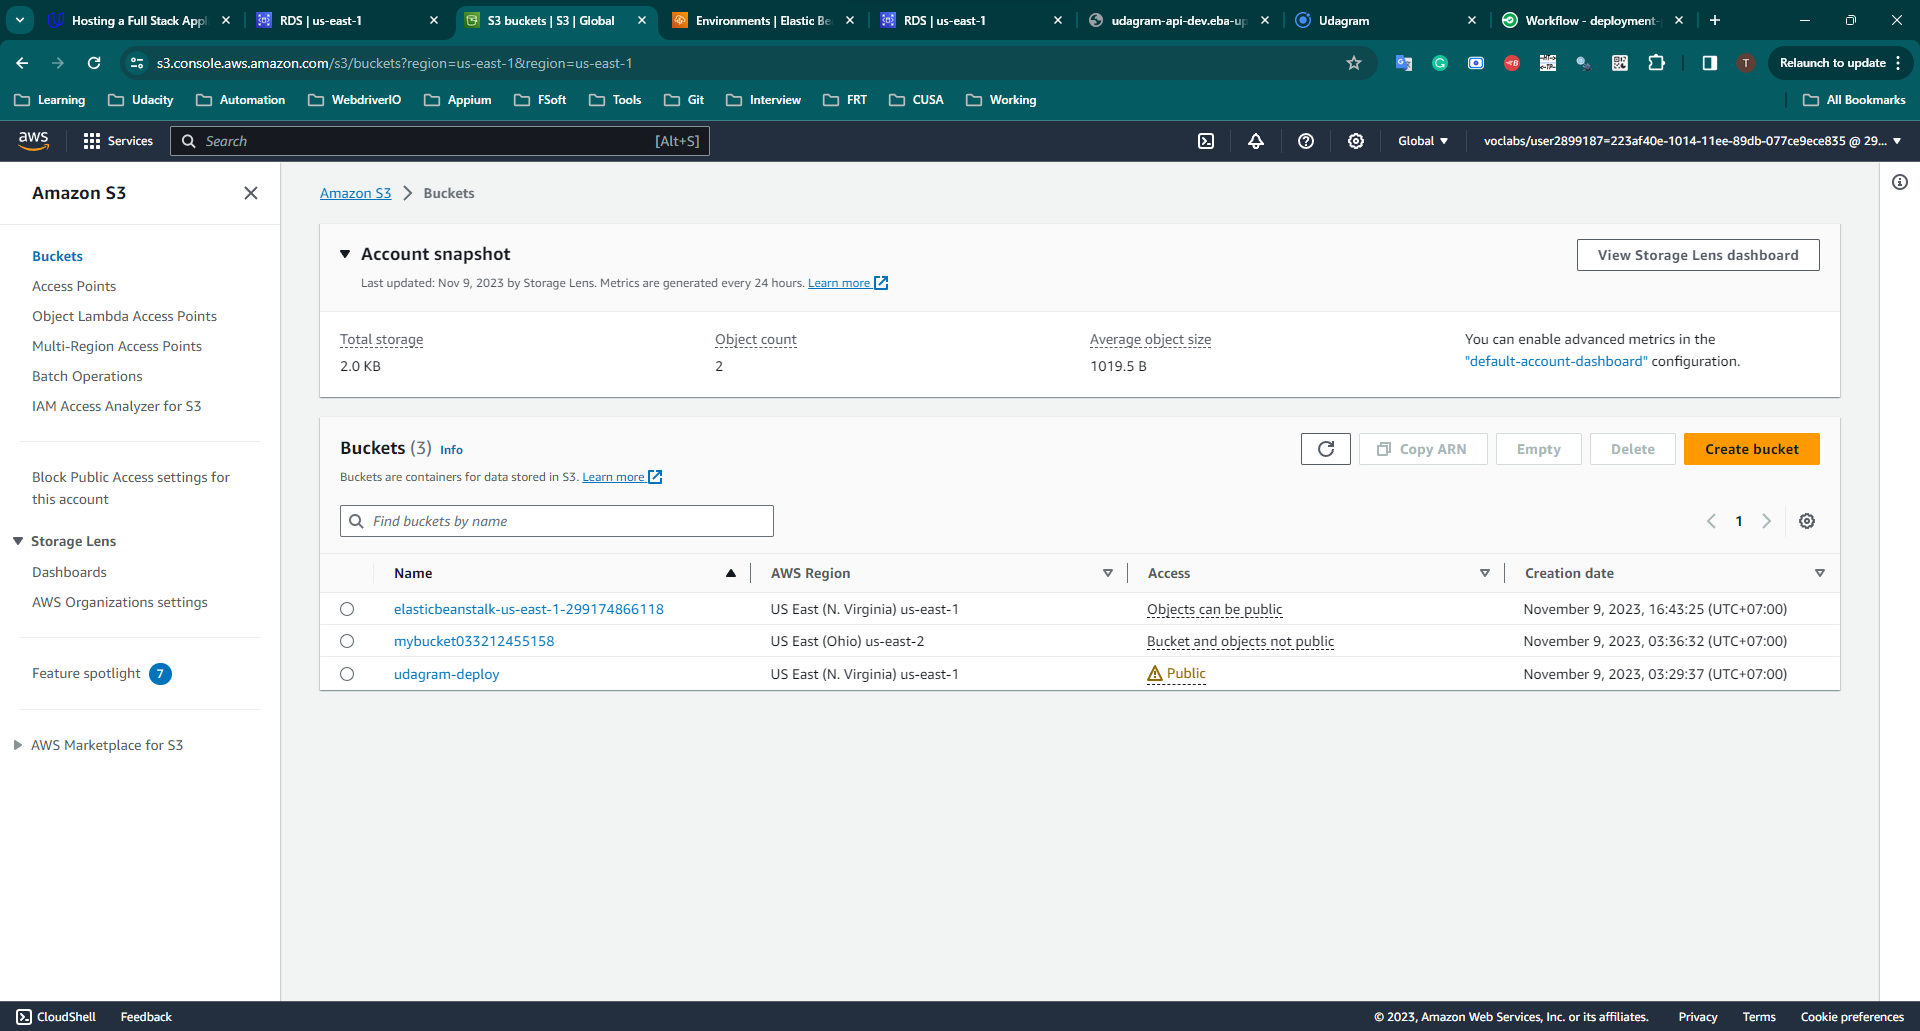 Hosting a Full Stack Appl
RDS | us-east-1
S3 buckets | S3 | Global
Environments | Elastic Be
RDS | us-east-1
udagram-api-dev.eba-up
Udagram
Workflow - deployment-
s3.console.aws.amazon.com/s3/buckets?region=us-east-1&region=us-east-1
T
Relaunch to update
Learning
Udacity
Automation
WebdriverIO
Appium
FSoft
Tools
Git
Interview
FRT
CUSA
Working
All Bookmarks
aws
Services
Search
[Alt+S]
Global
voclabs/user2899187=223af40e-1014-11ee-89db-077ce9ece835 @ 29...
Amazon S3
Buckets
Access Points
Object Lambda Access Points
Multi-Region Access Points
Batch Operations
IAM Access Analyzer for S3
Block Public Access settings for
this account
Storage Lens
Dashboards
AWS Organizations settings
Feature spotlight 7
AWS Marketplace for S3
Amazon S3 > Buckets
Account snapshot
View Storage Lens dashboard
Last updated: Nov 9, 2023 by Storage Lens. Metrics are generated every 24 hours. Learn more
Total storage
2.0 KB
Object count
2
Average object size
1019.5 B
You can enable advanced metrics in the
"default-account-dashboard" configuration.
Buckets (3) Info
Copy ARN
Empty
Delete
Create bucket
Buckets are containers for data stored in S3. Learn more
Find buckets by name
1
Name
AWS Region
Access
Creation date
elasticbeanstalk-us-east-1-299174866118 US East (N. Virginia) us-east-1 Objects can be public November 9, 2023, 16:43:25 (UTC+07:00)
mybucket033212455158 US East (Ohio) us-east-2 Bucket and objects not public November 9, 2023, 03:36:32 (UTC+07:00)
udagram-deploy US East (N. Virginia) us-east-1 Public November 9, 2023, 03:29:37 (UTC+07:00)
CloudShell
Feedback
© 2023, Amazon Web Services, Inc. or its affiliates.
Privacy
Terms
Cookie preferences